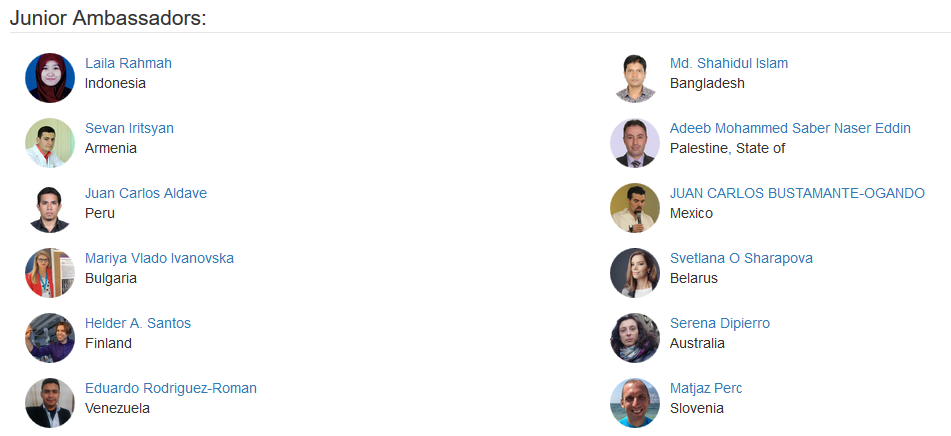 Junior Ambassadors:
Laila Rahmah
Indonesia
Md. Shahidul Islam
Bangladesh
Sevan Iritsyan
Armenia
Adeeb Mohammed Saber Naser Eddin
Palestine, State of
Juan Carlos Aldave
Peru
JUAN CARLOS BUSTAMANTE-OGANDO
Mexico
Mariya Vlado Ivanovska
Bulgaria
Svetlana O Sharapova
Belarus
Helder A. Santos
Finland
Serena Dipierro
Australia
Eduardo Rodriguez-Roman
Venezuela
Matjaz Perc
Slovenia